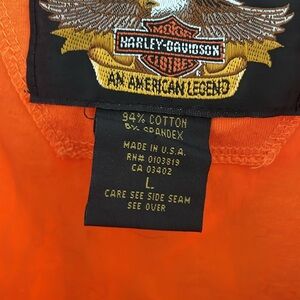 MOTOR
HARLEY-DAVIDSON
CLOTHES
AN AMERICAN LEGEND
94% COTTON
6% SPANDEX
MADE IN U.S.A.
RN# 0103819
CA 03402
L
CARE SEE SIDE SEAM
SEE OVER